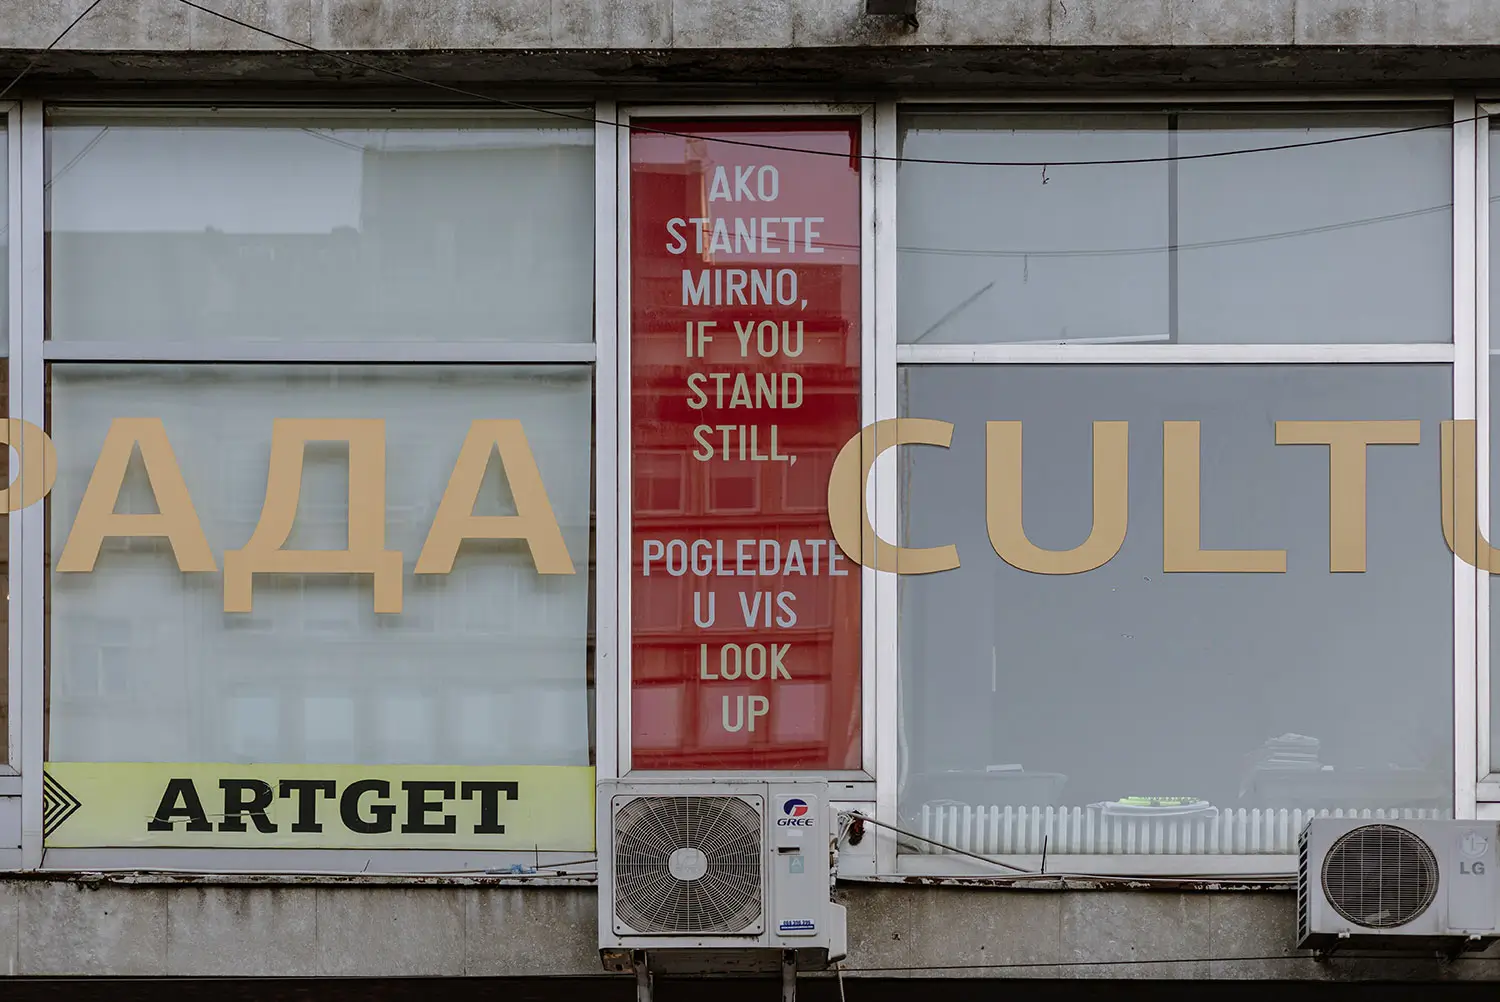 AKO
STANETE
MIRNO,
IF YOU
STAND
STILL,
POGLEDATE
U VIS
LOOK
UP
РАДА CULTU
ARTGET
GREE
LG